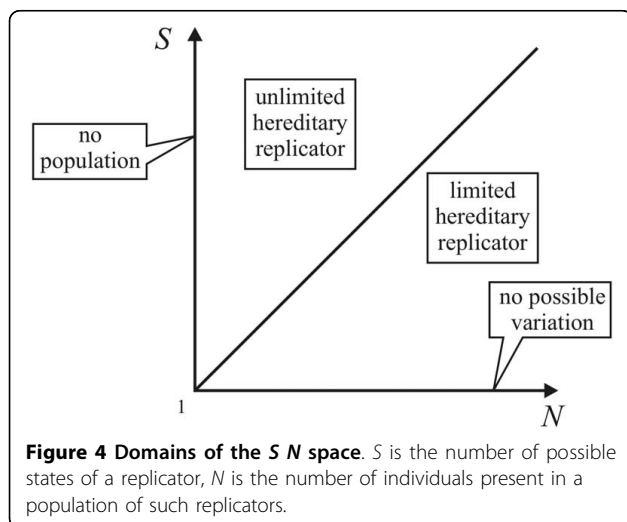 S
unlimited
hereditary
replicator
no
population
limited
hereditary
replicator
no possible
variation
1
N
Figure 4 Domains of the S N space. S is the number of possible
states of a replicator, N is the number of individuals present in a
population of such replicators.